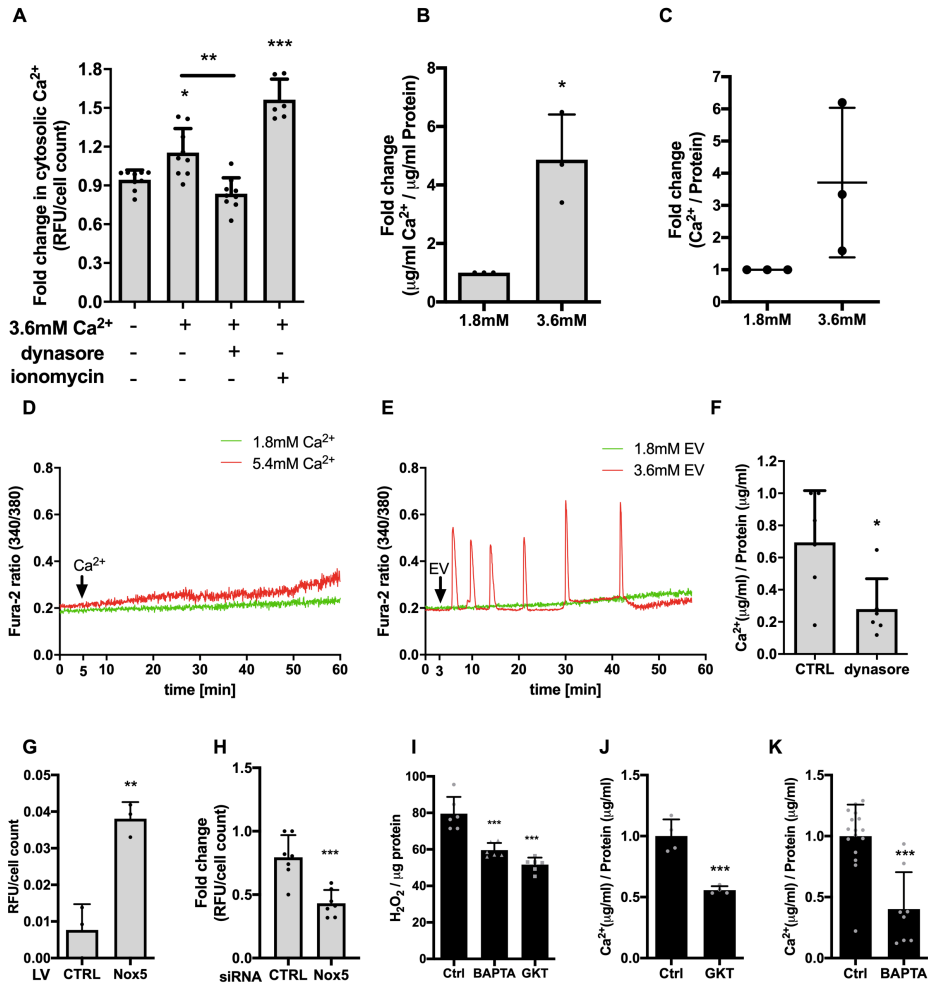 A
Fold change in cytosolic Ca²⁺
(RFU/cell count)
1.8
1.5
1.2
0.9
0.6
0.3
0.0
*
**
***
3.6mM Ca²⁺ - + + +
dynasore - - + -
ionomycin - - - +
B
Fold change
(μg/ml Ca²⁺ / μg/ml Protein)
8
6
4
2
0
*
1.8mM 3.6mM
C
Fold change
(Ca²⁺ / Protein)
7
6
5
4
3
2
1
0
1.8mM 3.6mM
D
1.8mM Ca²⁺
5.4mM Ca²⁺
Fura-2 ratio (340/380)
0.8
0.6
0.4
0.2
0.0
Ca²⁺
0 5 10 20 30 40 50 60
time [min]
E
1.8mM EV
3.6mM EV
Fura-2 ratio (340/380)
0.8
0.6
0.4
0.2
0.0
EV
0 3 10 20 30 40 50 60
time [min]
F
Ca²⁺(μg/ml) / Protein (μg/ml)
1.2
1.0
0.8
0.6
0.4
0.2
0.0
*
CTRL dynasore
G
RFU/cell count
0.05
0.04
0.03
0.02
0.01
0.00
**
LV CTRL Nox5
H
Fold change
(RFU/cell count)
1.5
1.0
0.5
0.0
***
siRNA CTRL Nox5
I
H₂O₂ / μg protein
100
80
60
40
20
0
***
***
Ctrl BAPTA GKT
J
Ca²⁺(μg/ml) / Protein (μg/ml)
1.5
1.0
0.5
0.0
***
Ctrl GKT
K
Ca²⁺(μg/ml) / Protein (μg/ml)
1.5
1.0
0.5
0.0
***
Ctrl BAPTA